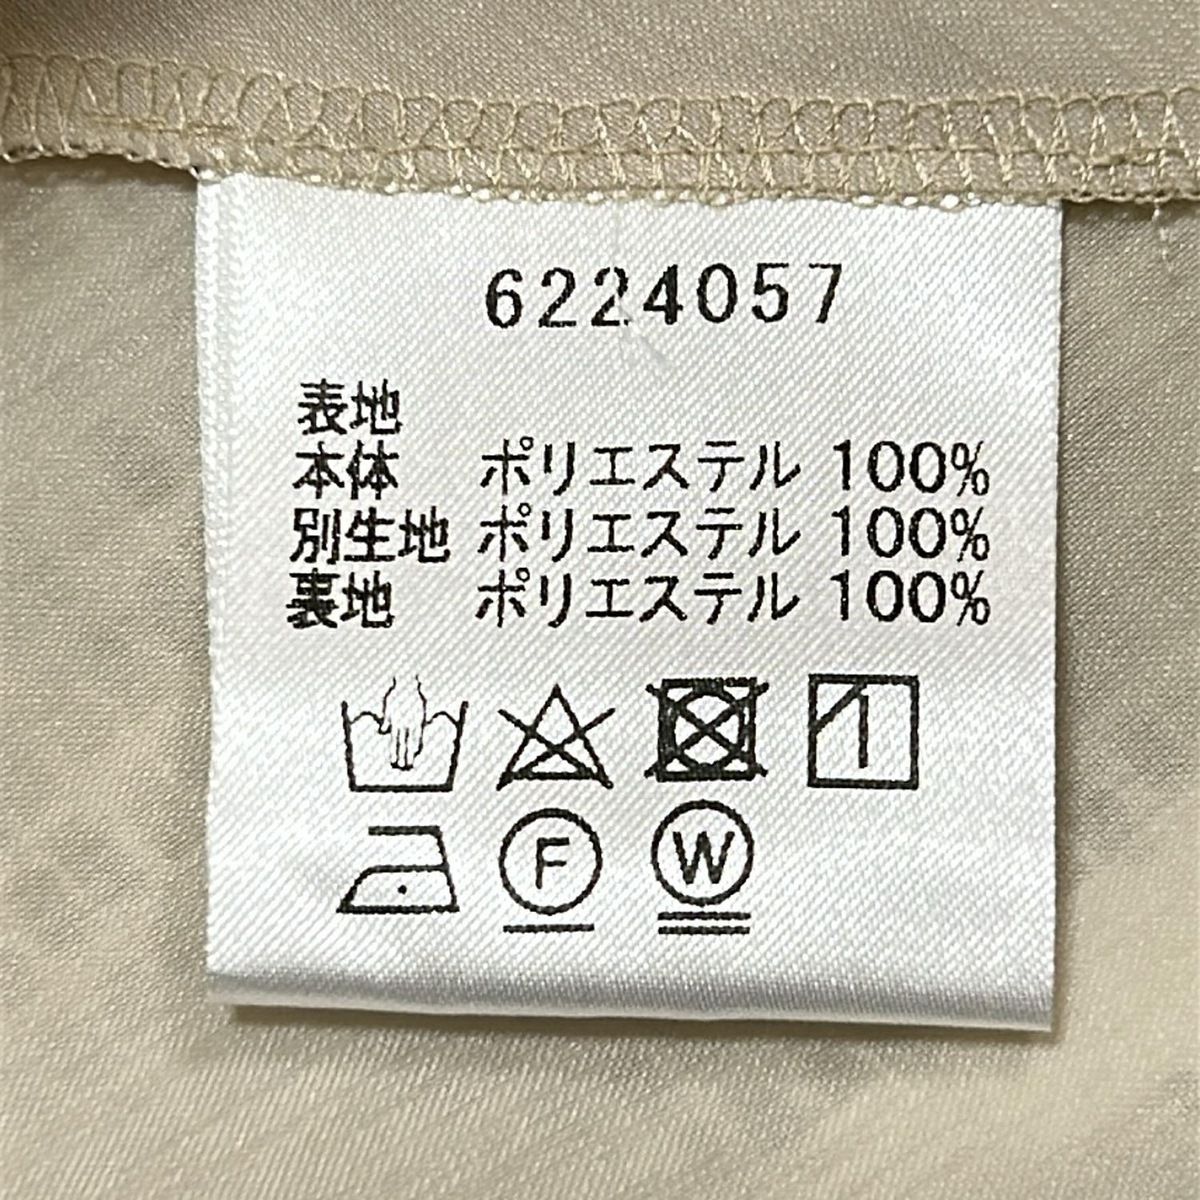 6224057
表地
本体 ポリエステル 100%
別生地 ポリエステル 100%
裏地 ポリエステル 100%
F W